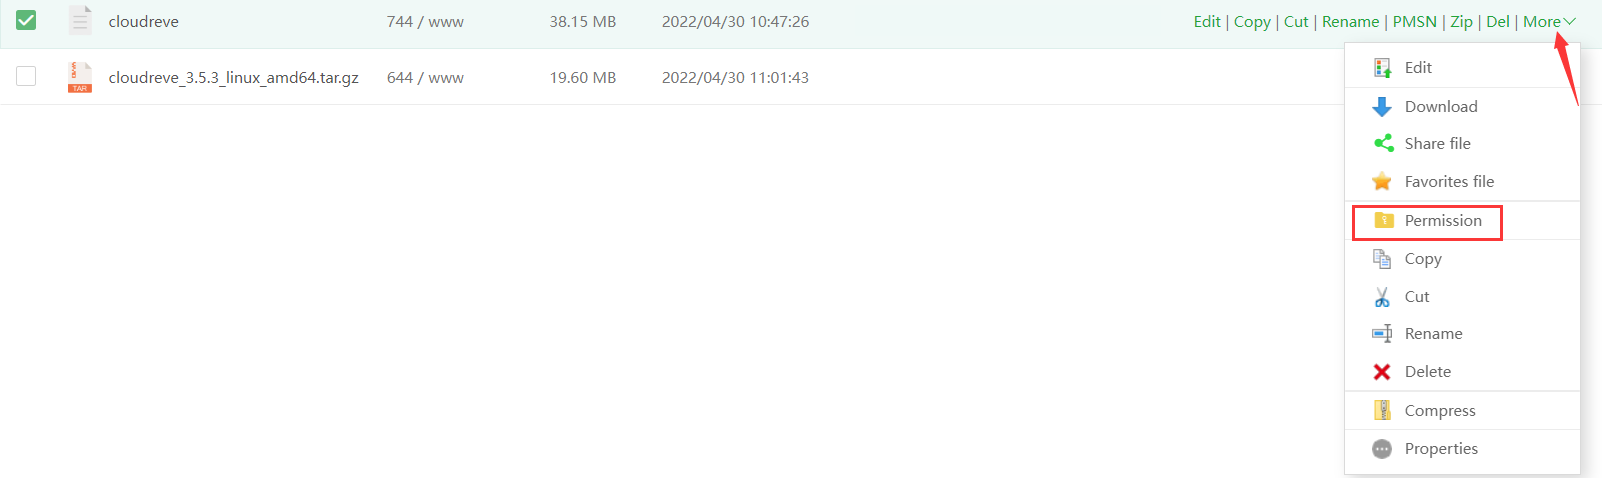 cloudreve 744 / www 38.15 MB 2022/04/30 10:47:26 Edit | Copy | Cut | Rename | PMSN | Zip | Del | More
TAR
cloudreve_3.5.3_linux_amd64.tar.gz 644 / www 19.60 MB 2022/04/30 11:01:43
Edit
Download
Share file
Favorites file
Permission
Copy
Cut
Rename
Delete
Compress
Properties